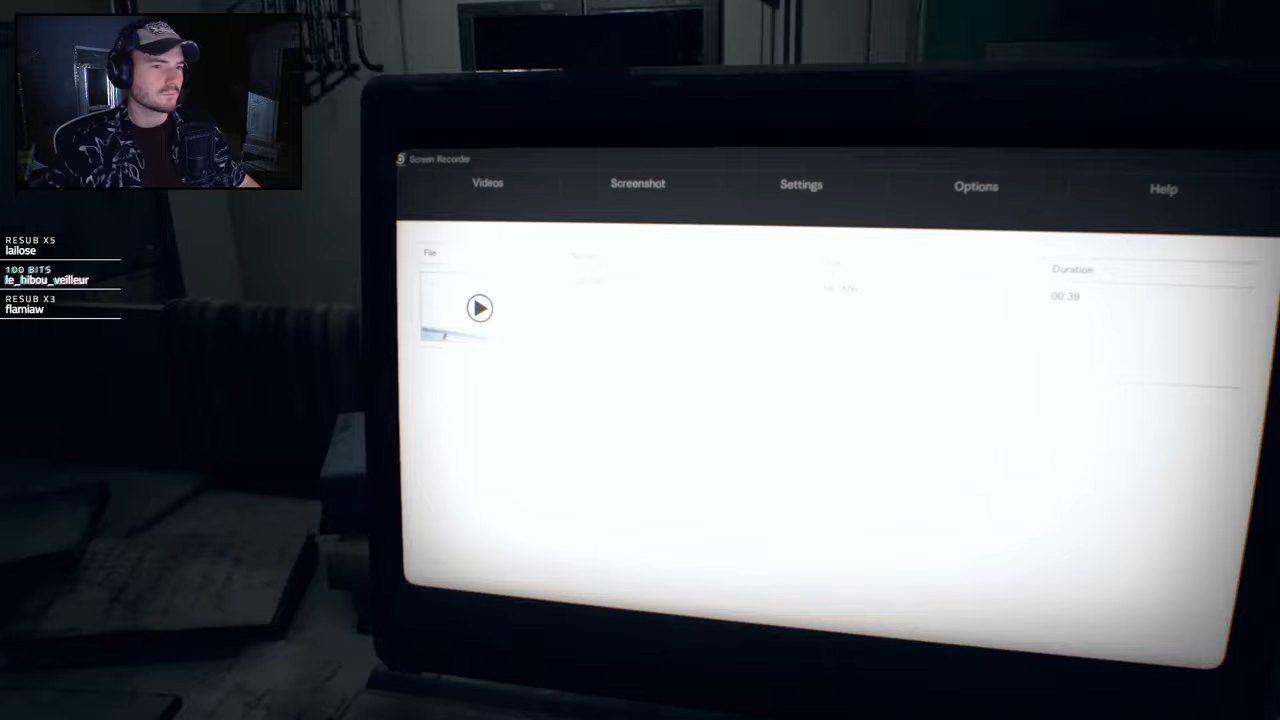 RESUB X5
lailose
100 BITS
le_hibou_veilleur
RESUB X3
flamiaw
Screen Recorder
Videos Screenshot Settings Options Help
File Duration
00:39